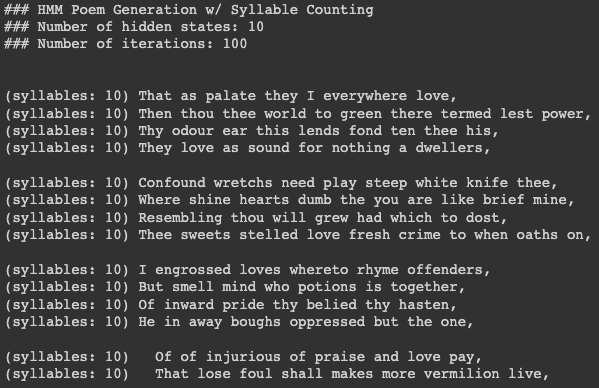 ### HMM Poem Generation w/ Syllable Counting
### Number of hidden states: 10
### Number of iterations: 100
(syllables: 10) That as palate they I everywhere love,
(syllables: 10) Then thou thee world to green there termed lest power,
(syllables: 10) Thy odour ear this lends fond ten thee his,
(syllables: 10) They love as sound for nothing a dwellers,
(syllables: 10) Confound wretchs need play steep white knife thee,
(syllables: 10) Where shine hearts dumb the you are like brief mine,
(syllables: 10) Resembling thou will grew had which to dost,
(syllables: 10) Thee sweets stelled love fresh crime to when oaths on,
(syllables: 10) I engrossed loves whereto rhyme offenders,
(syllables: 10) But smell mind who potions is together,
(syllables: 10) Of inward pride thy belied thy hasten,
(syllables: 10) He in away boughs oppressed but the one,
(syllables: 10) Of of injurious of praise and love pay,
(syllables: 10) That lose foul shall makes more vermilion live,